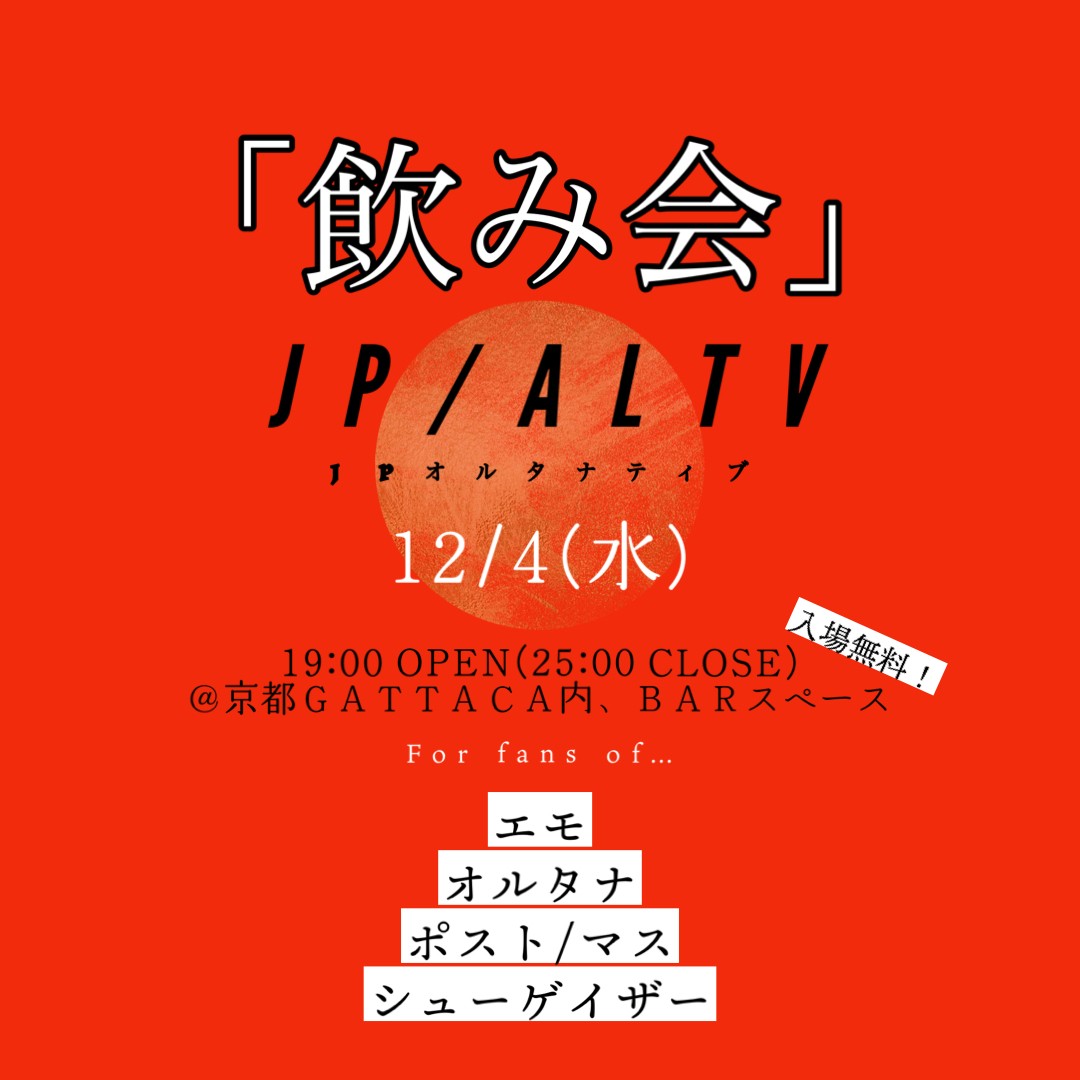 「飲み会」
JP/ALTV
JPオルタナティブ
12/4(水)
入場無料！
19:00 OPEN(25:00 CLOSE)
@京都ＧＡＴＴＡＣＡ内、ＢＡＲスペース
For fans of...
エモ
オルタナ
ポスト/マス
シューゲイザー